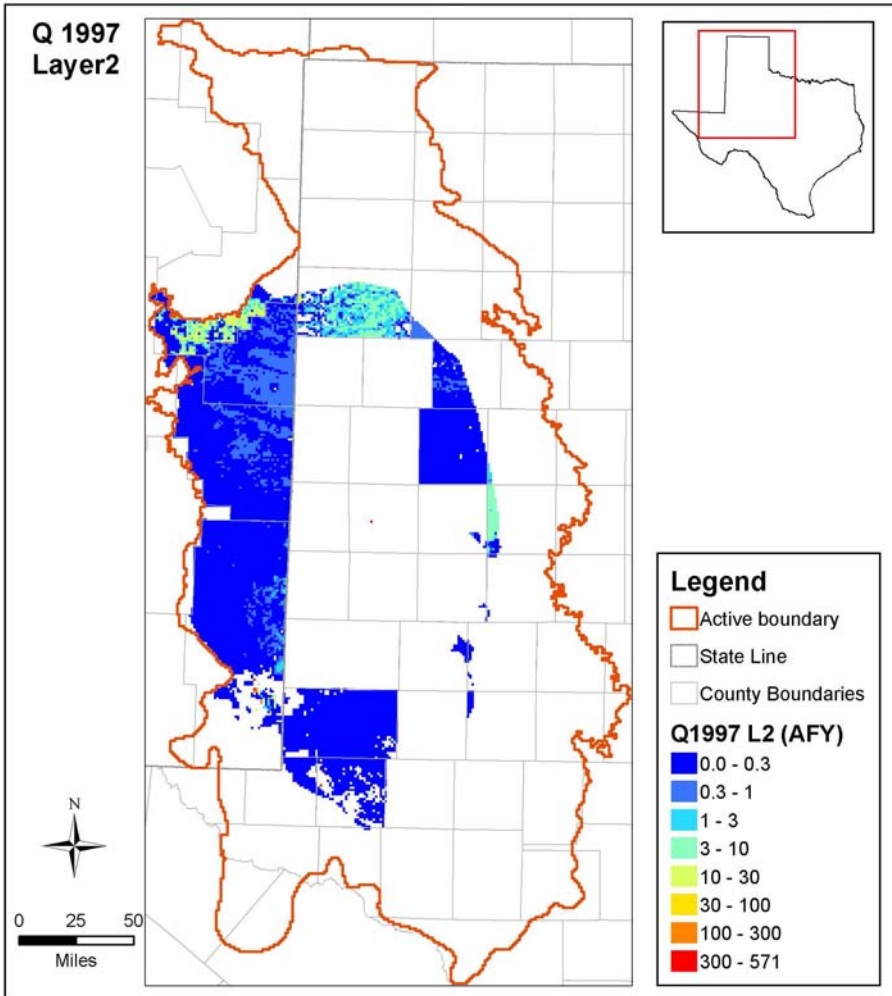 Q 1997
Layer2
N
0 25 50
Miles
Legend
Active boundary
State Line
County Boundaries
Q1997 L2 (AFY)
0.0 - 0.3
0.3 - 1
1 - 3
3 - 10
10 - 30
30 - 100
100 - 300
300 - 571